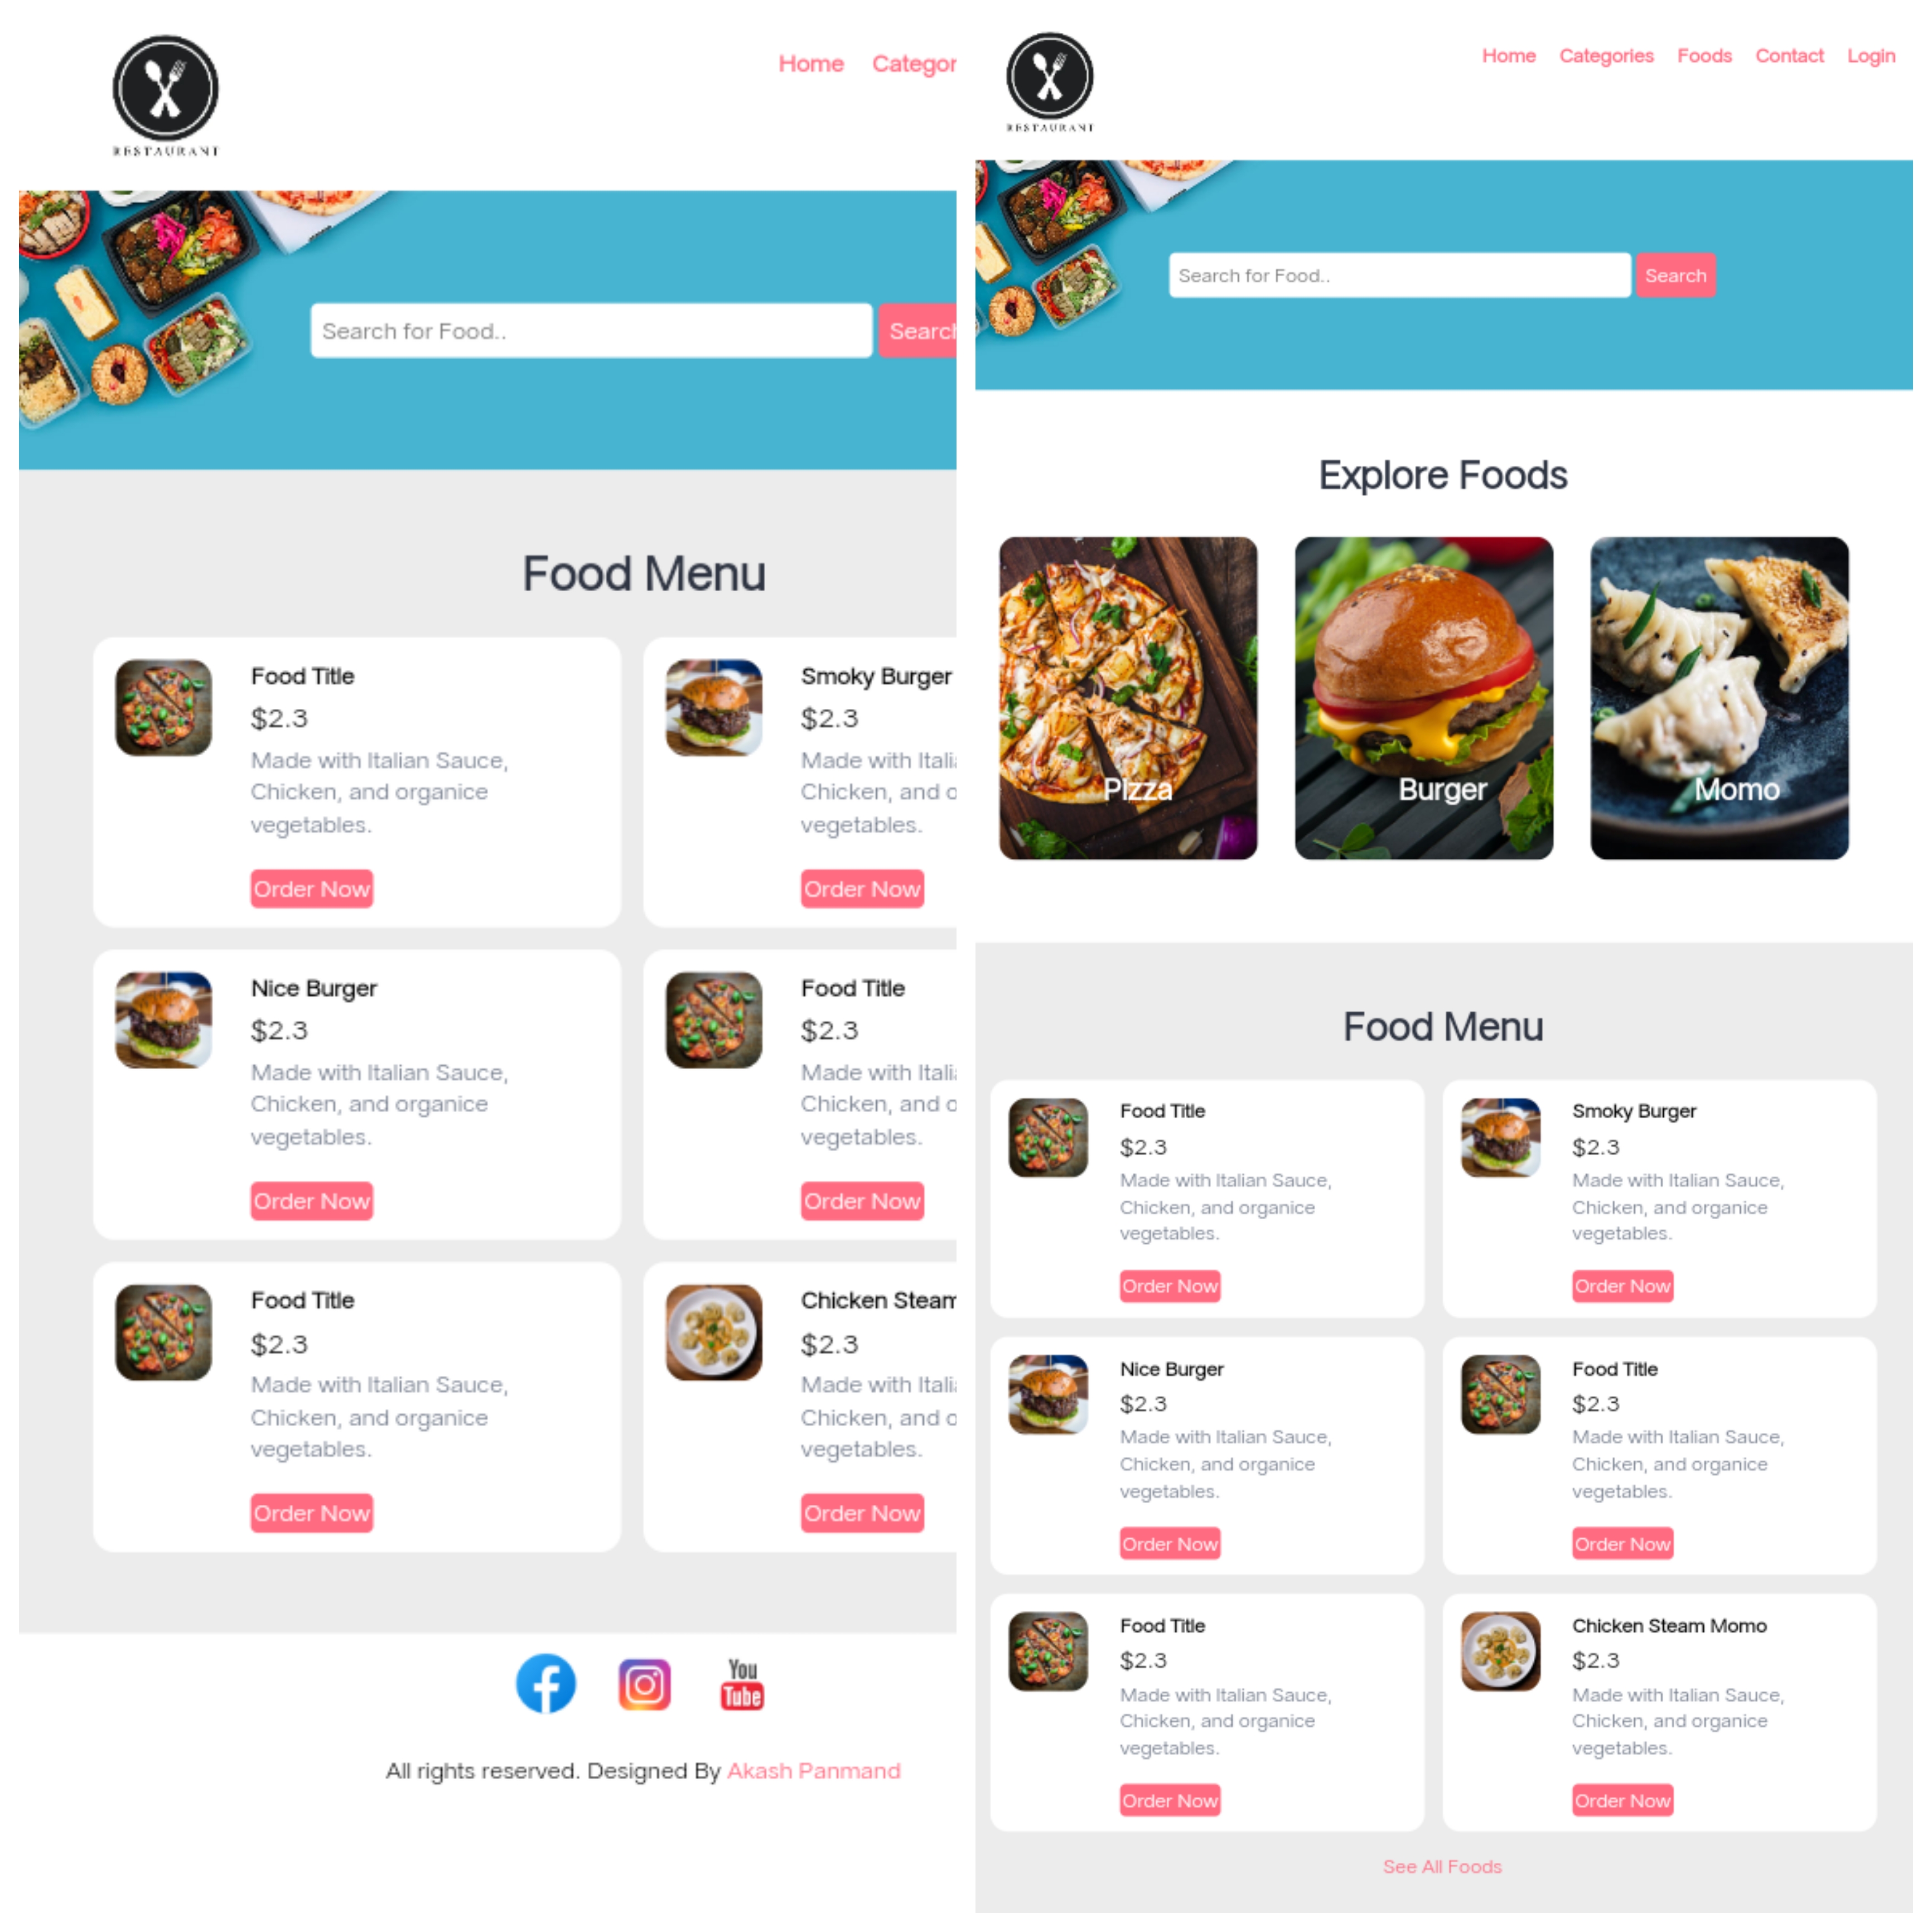 RESTAURANT
Home Categor
Search for Food..
Search
Food Menu
Food Title
$2.3
Made with Italian Sauce,
Chicken, and organice
vegetables.
Order Now
Smoky Burger
$2.3
Made with Itali
Chicken, and o
vegetables.
Order Now
Nice Burger
$2.3
Made with Italian Sauce,
Chicken, and organice
vegetables.
Order Now
Food Title
$2.3
Made with Itali
Chicken, and o
vegetables.
Order Now
Food Title
$2.3
Made with Italian Sauce,
Chicken, and organice
vegetables.
Order Now
Chicken Steam
$2.3
Made with Itali
Chicken, and o
vegetables.
Order Now
You
Tube
All rights reserved. Designed By Akash Panmand
RESTAURANT
Home Categories Foods Contact Login
Search for Food..
Search
Explore Foods
Pizza
Burger
Momo
Food Menu
Food Title
$2.3
Made with Italian Sauce,
Chicken, and organice
vegetables.
Order Now
Smoky Burger
$2.3
Made with Italian Sauce,
Chicken, and organice
vegetables.
Order Now
Nice Burger
$2.3
Made with Italian Sauce,
Chicken, and organice
vegetables.
Order Now
Food Title
$2.3
Made with Italian Sauce,
Chicken, and organice
vegetables.
Order Now
Food Title
$2.3
Made with Italian Sauce,
Chicken, and organice
vegetables.
Order Now
Chicken Steam Momo
$2.3
Made with Italian Sauce,
Chicken, and organice
vegetables.
Order Now
See All Foods